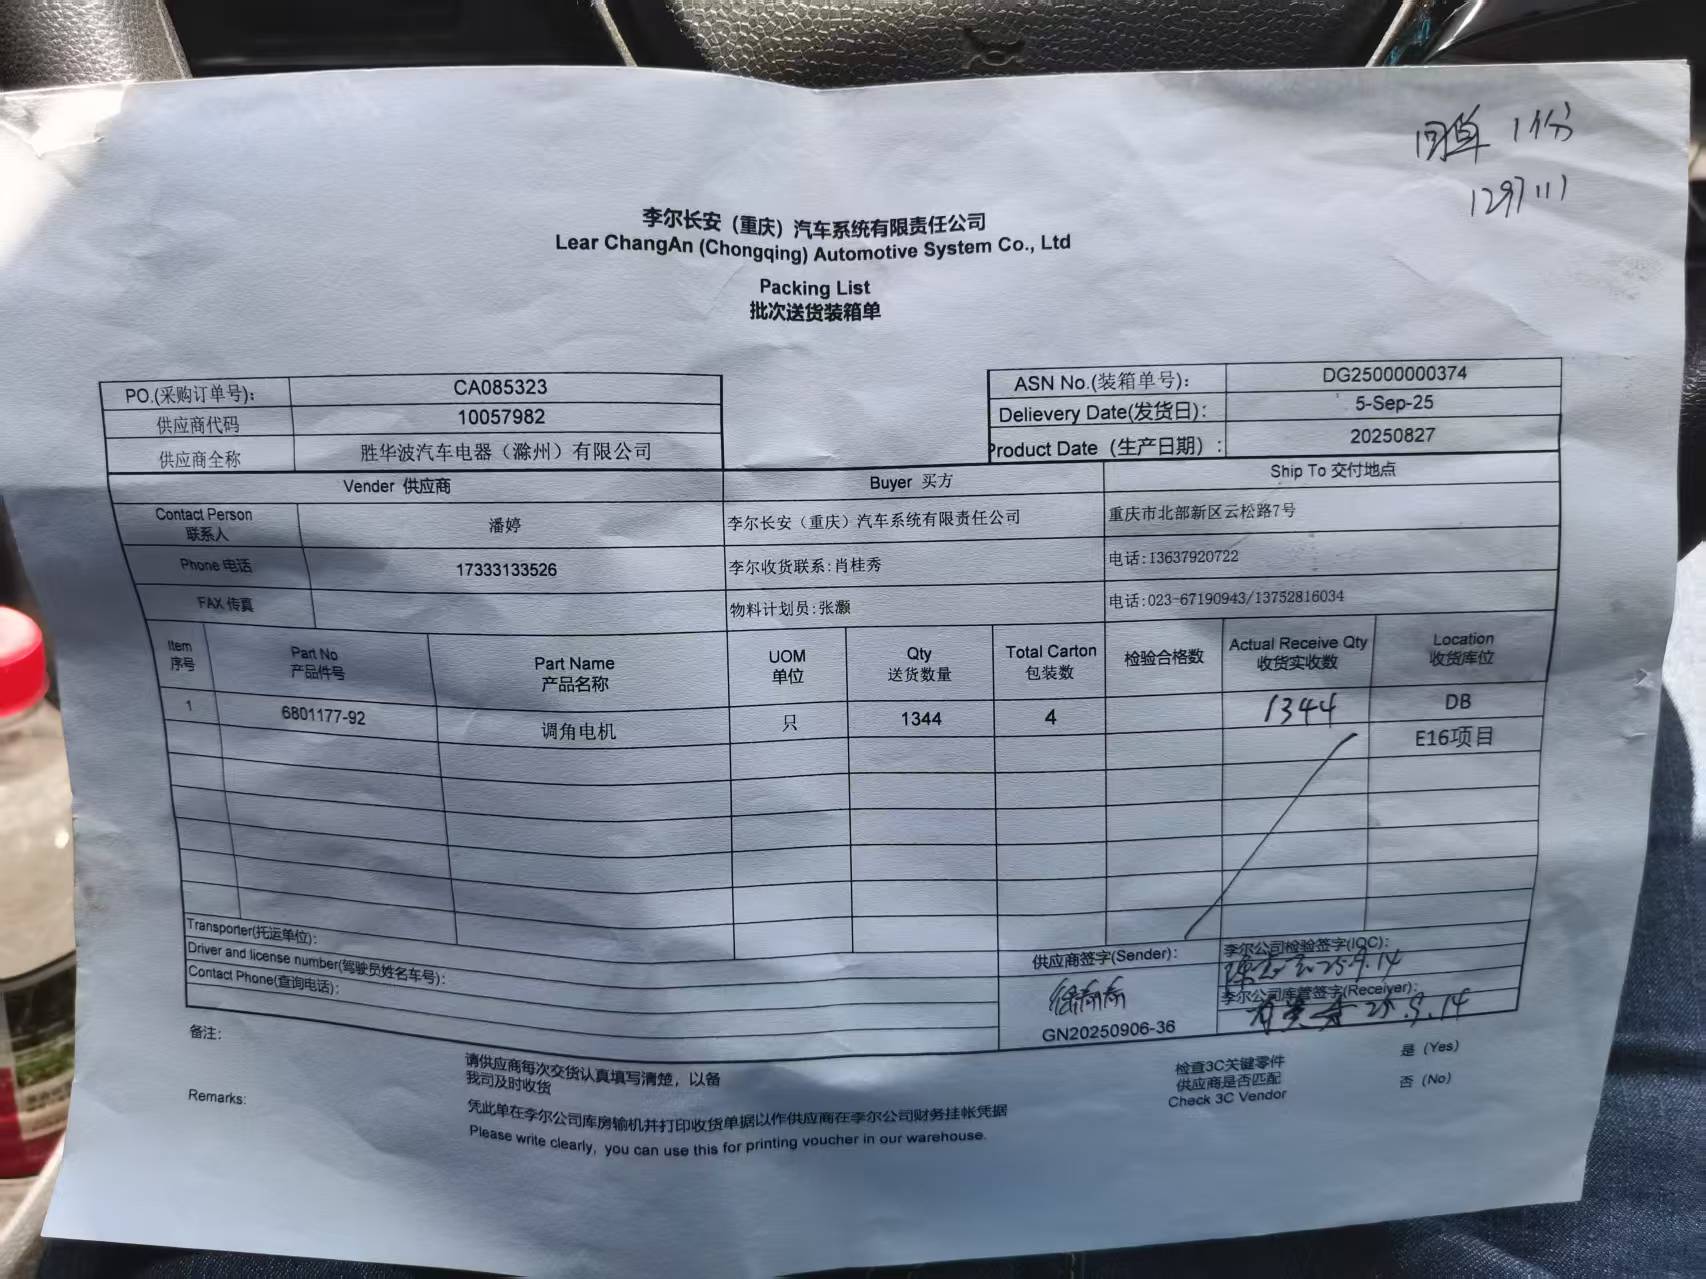 回单 1份
1297111
李尔长安（重庆）汽车系统有限责任公司
Lear ChangAn (Chongqing) Automotive System Co., Ltd
Packing List
批次送货装箱单
PO.(采购订单号): CA085323
供应商代码 10057982
供应商全称 胜华波汽车电器（滁州）有限公司
ASN No.(装箱单号): DG25000000374
Delievery Date(发货日): 5-Sep-25
Product Date（生产日期）: 20250827
Vender 供应商 Buyer 买方 Ship To 交付地点
Contact Person 联系人 潘婷 李尔长安（重庆）汽车系统有限责任公司 重庆市北部新区云松路7号
Phone 电话 17333133526 李尔收货联系:肖桂秀 电话:13637920722
FAX 传真 物料计划员:张灏 电话:023-67190943/13752816034
Item Part No Part Name UOM Qty Total Carton 检验合格数 Actual Receive Qty Location
序号 产品件号 产品名称 单位 送货数量 包装数 收货实收数 收货库位
1 6801177-92 调角电机 只 1344 4 1344 DB
E16项目
Transporter(托运单位):
Driver and license number(驾驶员姓名车号):
Contact Phone(查询电话):
供应商签字(Sender):
GN20250906-36
李尔公司检验签字(IQC):
25.9.14
李尔公司库管签字(Receiver):
25.9.14
备注:
请供应商每次交货认真填写清楚，以备
我司及时收货
Remarks:
凭此单在李尔公司库房输机并打印收货单据以作供应商在李尔公司财务挂帐凭据
Please write clearly, you can use this for printing voucher in our warehouse.
检查3C关键零件
供应商是否匹配
Check 3C Vendor
是 (Yes)
否 (No)